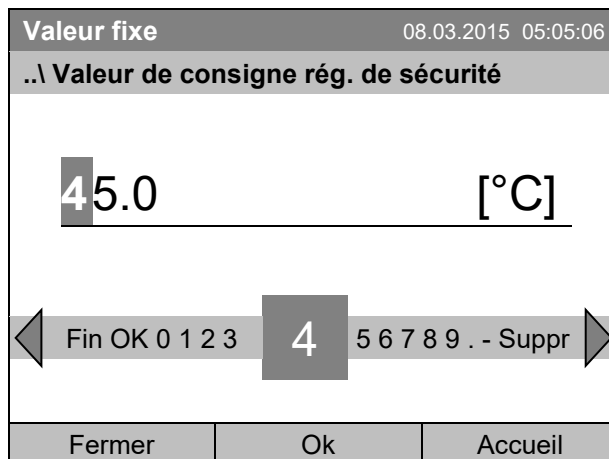 Valeur fixe 08.03.2015 05:05:06
..\ Valeur de consigne rég. de sécurité
45.0 [°C]
Fin OK 0 1 2 3 4 5 6 7 8 9 . - Suppr
Fermer Ok Accueil